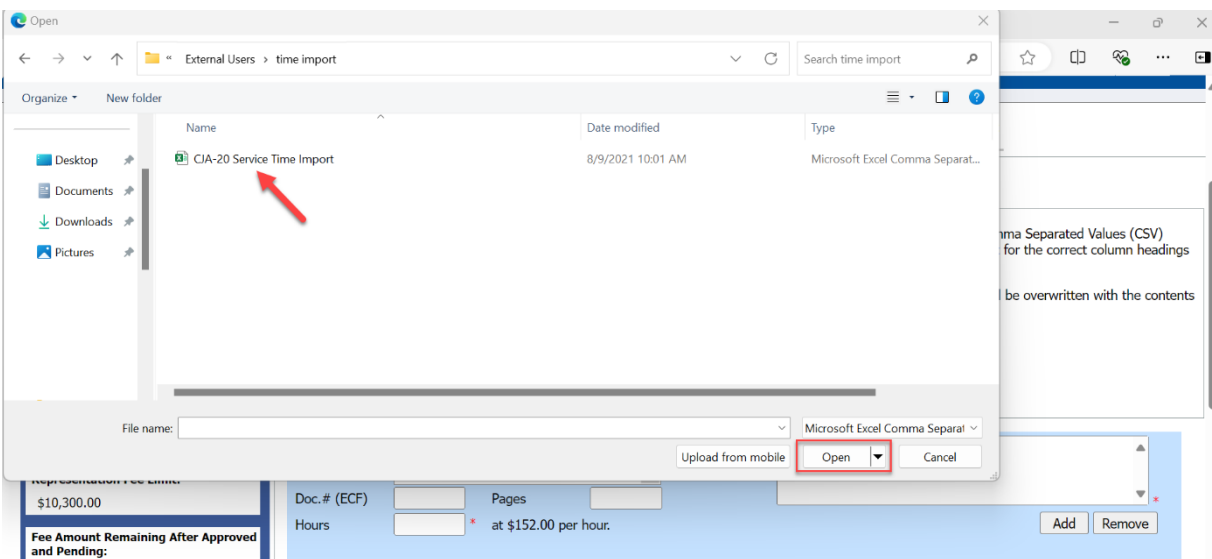 Open
External Users > time import
Search time import
Organize
New folder
Name
Date modified
Type
CJA-20 Service Time Import
8/9/2021 10:01 AM
Microsoft Excel Comma Separat...
Desktop
Documents
Downloads
Pictures
Separated Values (CSV)
for the correct column headings
be overwritten with the contents
File name:
Microsoft Excel Comma Separat
Upload from mobile
Open
Cancel
Representation Fee Limit:
$10,300.00
Doc.# (ECF)
Pages
*
Hours
* at $152.00 per hour.
Add
Remove
Fee Amount Remaining After Approved
and Pending: